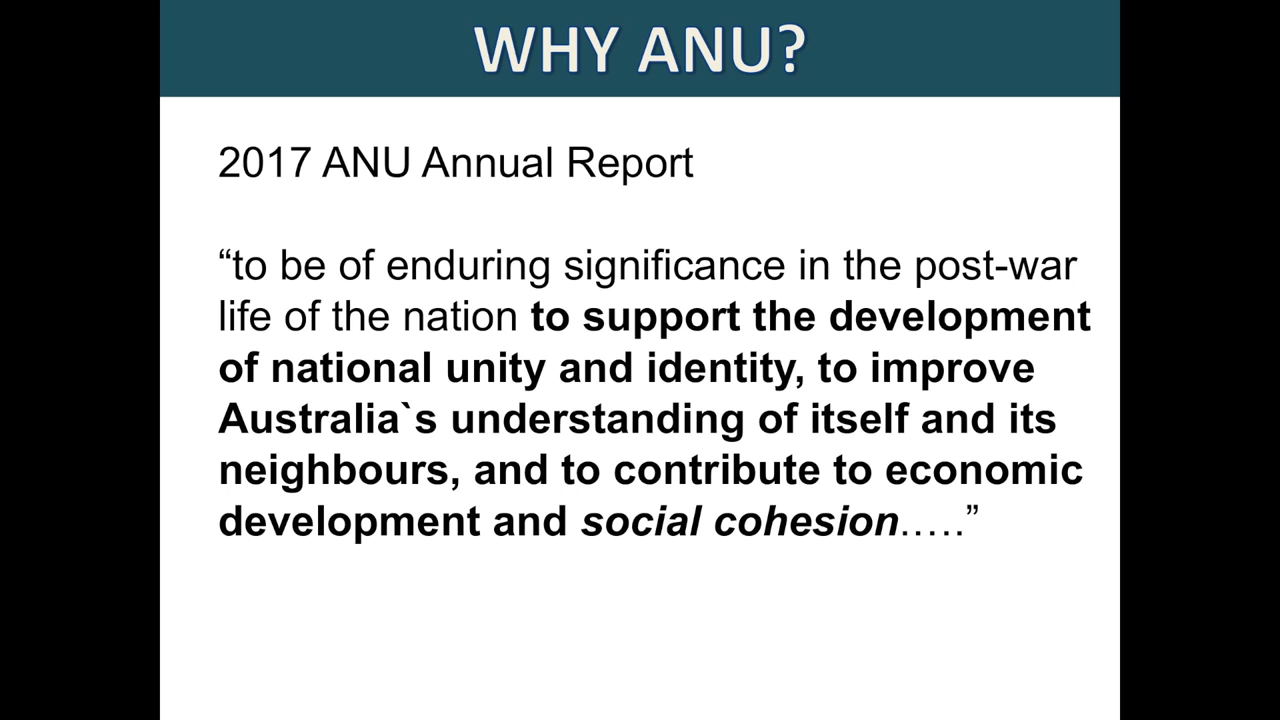 WHY ANU?
2017 ANU Annual Report
“to be of enduring significance in the post-war
life of the nation to support the development
of national unity and identity, to improve
Australia`s understanding of itself and its
neighbours, and to contribute to economic
development and social cohesion…..”